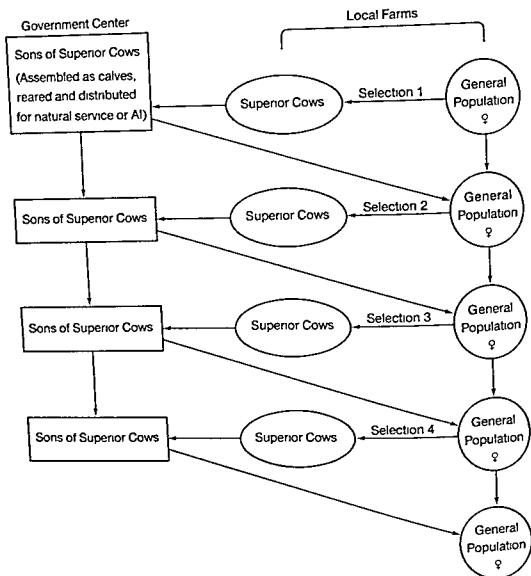 Government Center
Local Farms
Sons of Superior Cows
(Assembled as calves,
reared and distributed
for natural service or AI)
Superior Cows
Selection 1
General
Population
♀
Sons of Superior Cows
Superior Cows
Selection 2
General
Population
♀
Sons of Superior Cows
Superior Cows
Selection 3
General
Population
♀
Sons of Superior Cows
Superior Cows
Selection 4
General
Population
♀
General
Population
♀